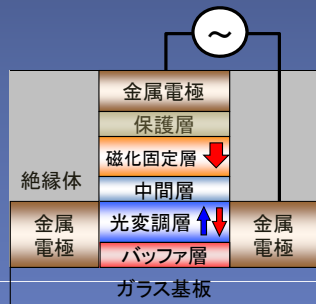 ~
金属電極
保護層
磁化固定層
絶縁体
中間層
金属
電極
光変調層
金属
電極
バッファ層
ガラス基板